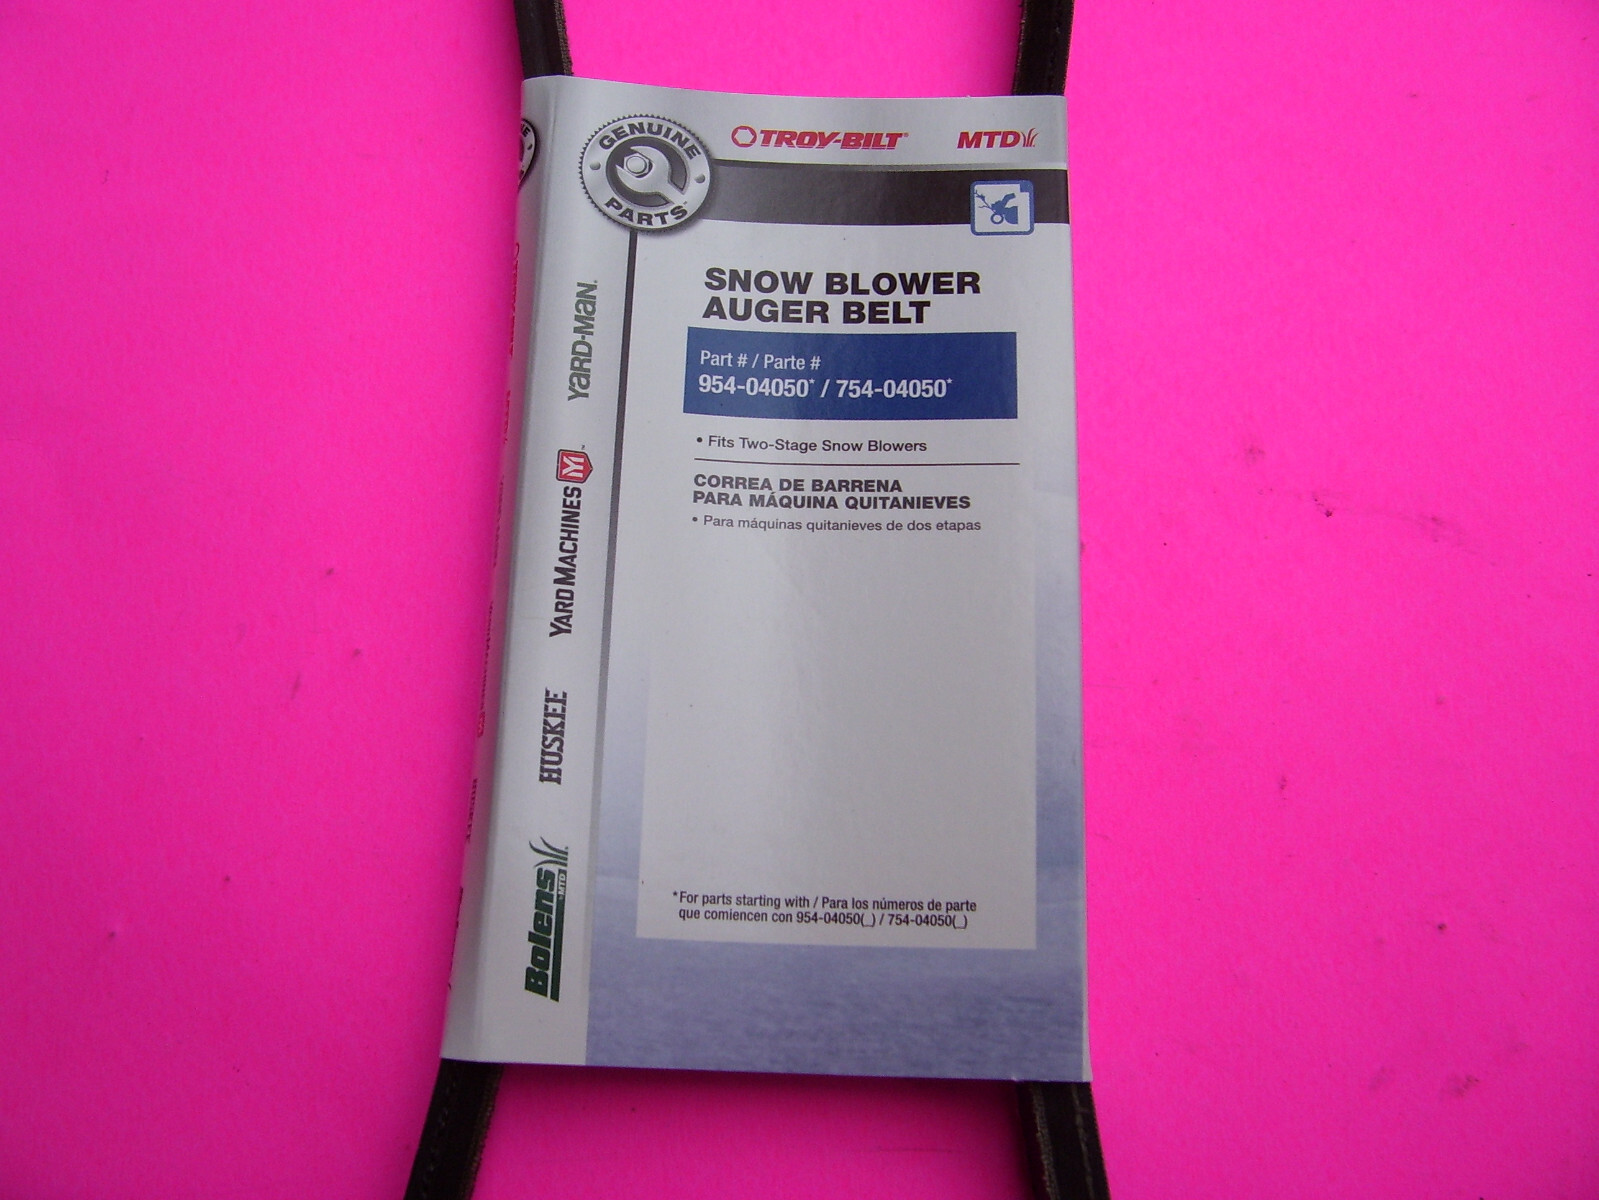 GENUINE PARTS
TROY-BILT
MTD
SNOW BLOWER
AUGER BELT
Part # / Parte #
954-04050* / 754-04050*
• Fits Two-Stage Snow Blowers
CORREA DE BARRENA
PARA MÁQUINA QUITANIEVES
• Para máquinas quitanieves de dos etapas
*For parts starting with / Para los números de parte
que comiencen con 954-04050(_) / 754-04050(_)
YARD-MAN.
YARD MACHINES
HUSKEE
Bolens
MTD